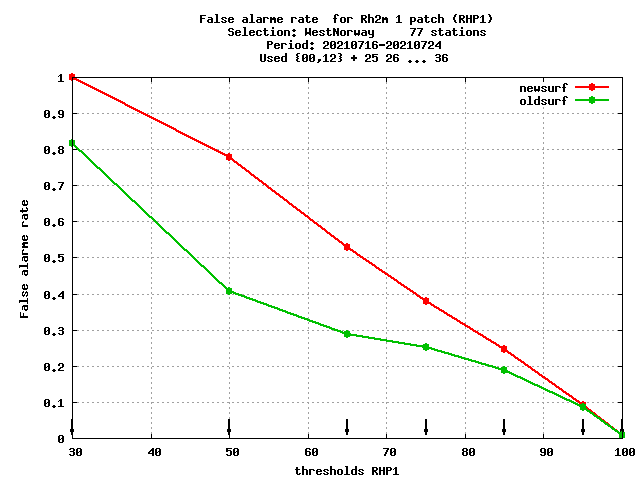 False alarme rate  for Rh2m 1 patch (RHP1)
Selection: WestNorway     77 stations
Period: 20210716-20210724
Used {00,12} + 25 26 ... 36
newsurf
oldsurf
1
0.9
0.8
0.7
0.6
0.5
0.4
0.3
0.2
0.1
0
False alarme rate
30 40 50 60 70 80 90 100
thresholds RHP1